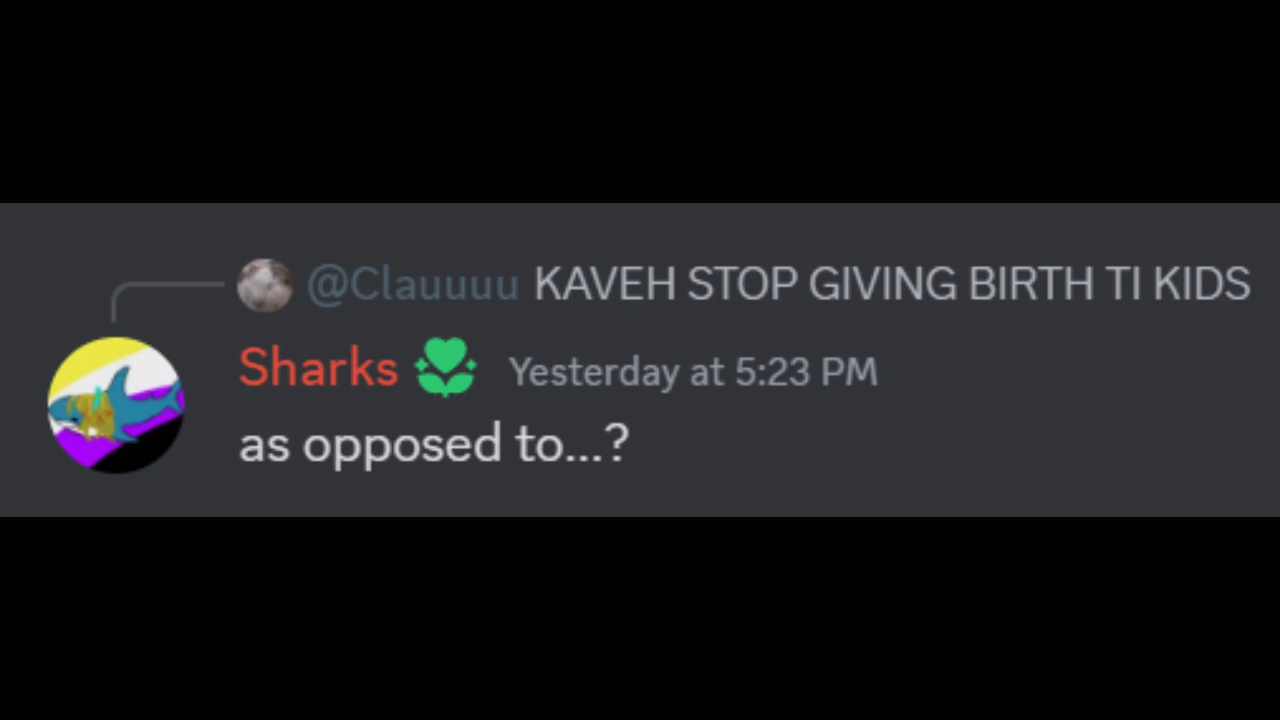 @Clauuuu KAVEH STOP GIVING BIRTH TI KIDS
Sharks Yesterday at 5:23 PM
as opposed to...?